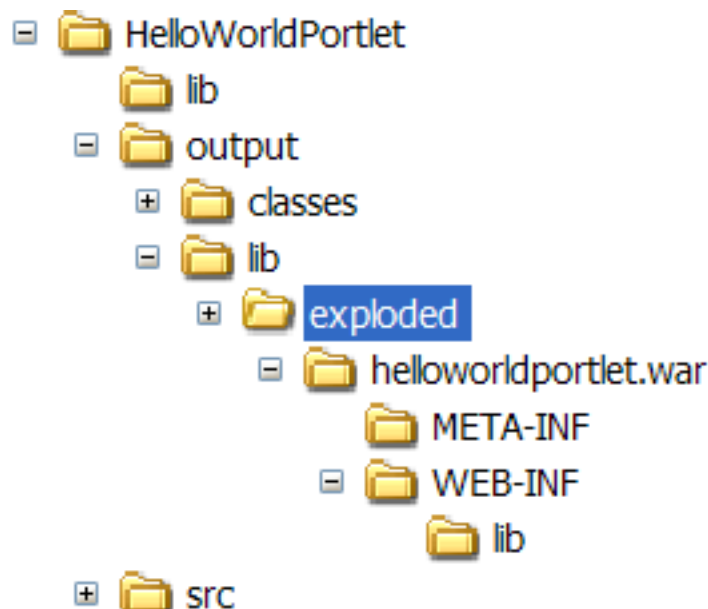 HelloWorldPortlet
lib
output
classes
lib
exploded
helloworldportlet.war
META-INF
WEB-INF
lib
src